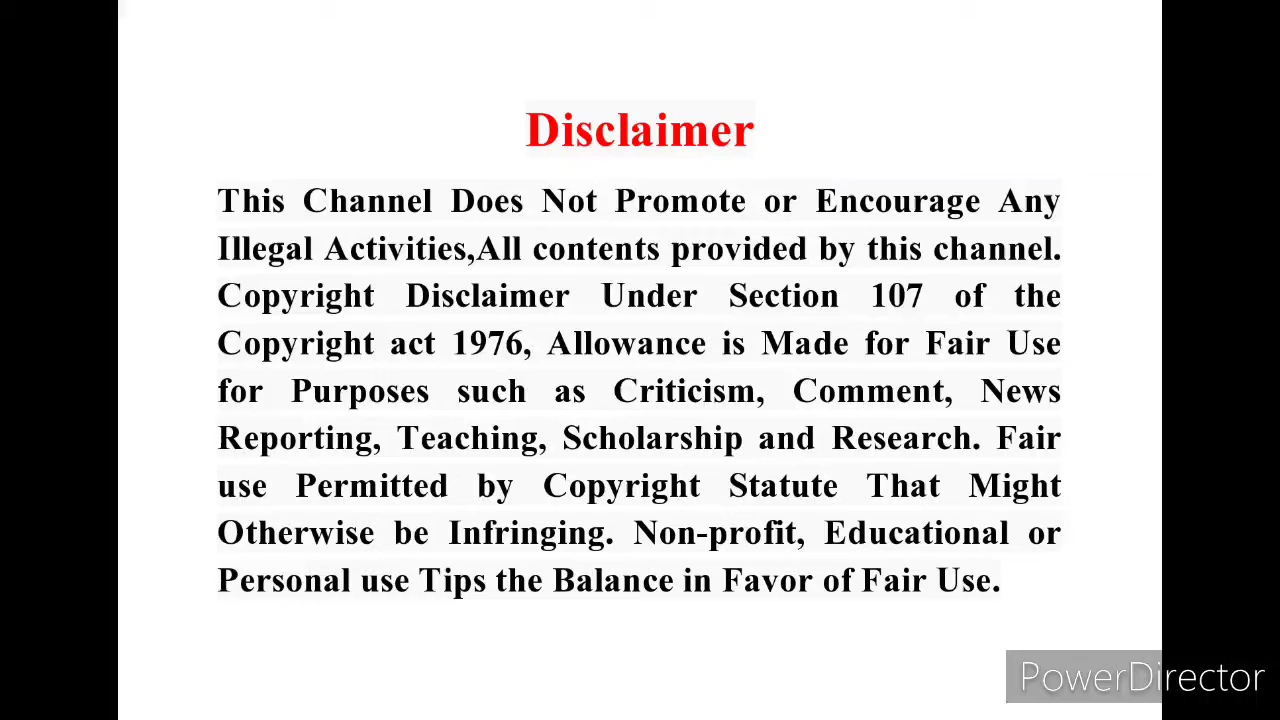 Disclaimer
This Channel Does Not Promote or Encourage Any
Illegal Activities,All contents provided by this channel.
Copyright Disclaimer Under Section 107 of the
Copyright act 1976, Allowance is Made for Fair Use
for Purposes such as Criticism, Comment, News
Reporting, Teaching, Scholarship and Research. Fair
use Permitted by Copyright Statute That Might
Otherwise be Infringing. Non-profit, Educational or
Personal use Tips the Balance in Favor of Fair Use.
PowerDirector